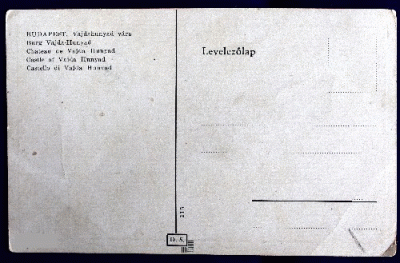 BUDAPEST. Vajdahunyad vára
Burg Vajda-Hunyad
Chateau de Vajda Hunyad
Castle of Vajda Hunyad
Castello di Vajda Hunyad
Levelezőlap